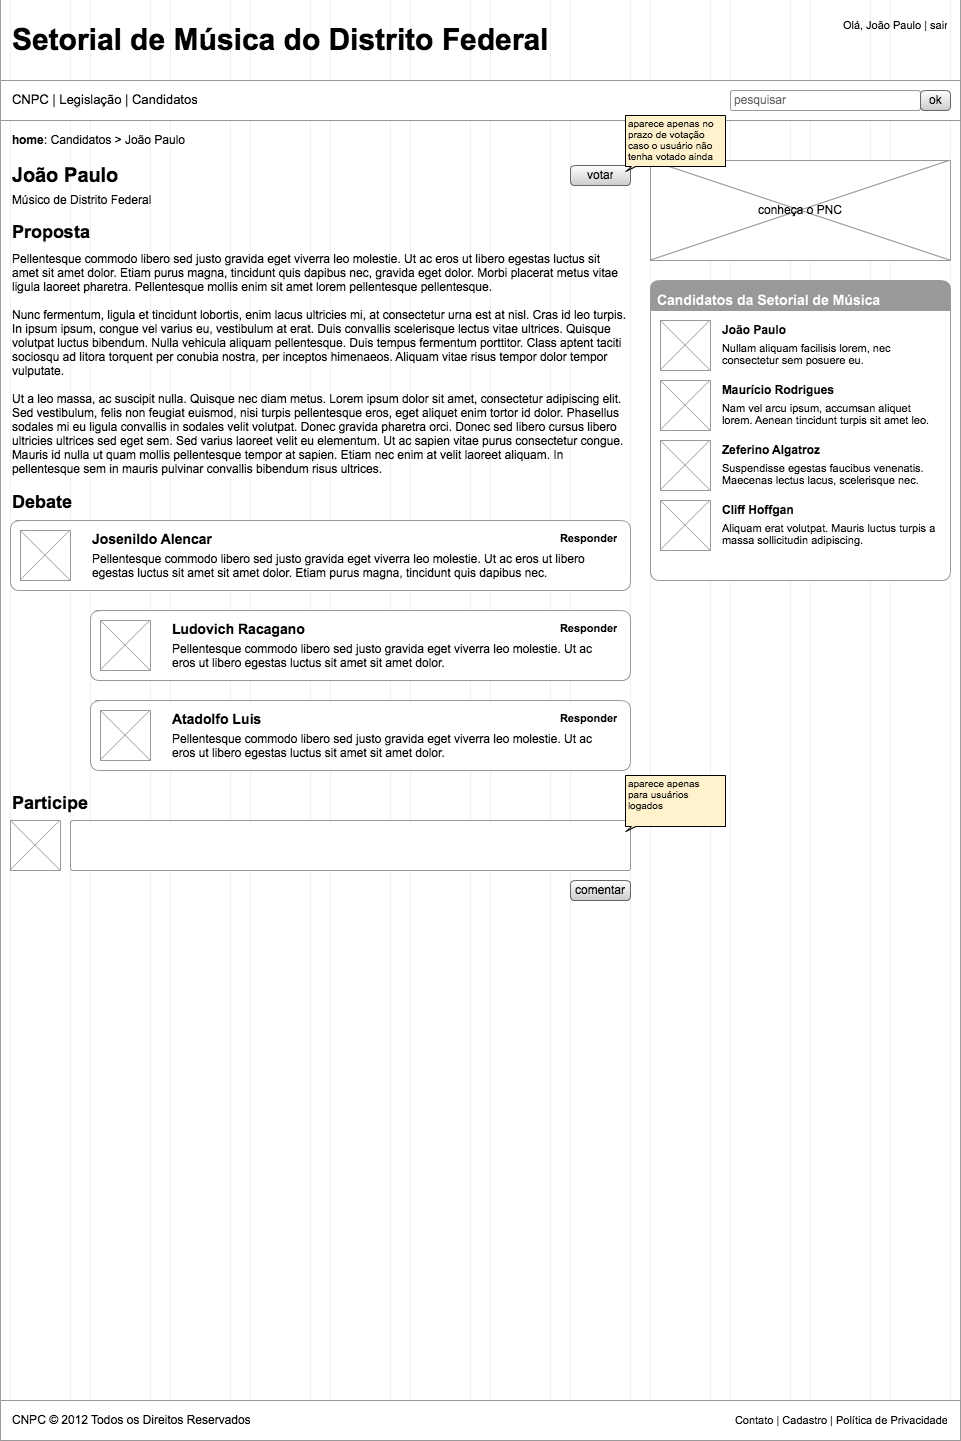 Setorial de Música do Distrito Federal
Olá, João Paulo | sair
CNPC | Legislação | Candidatos
pesquisar
ok
home: Candidatos > João Paulo
aparece apenas no
prazo de votação
caso o usuário não
tenha votado ainda
João Paulo
votar
Músico de Distrito Federal
Proposta
Pellentesque commodo libero sed justo gravida eget viverra leo molestie. Ut ac eros ut libero egestas luctus sit
amet sit amet dolor. Etiam purus magna, tincidunt quis dapibus nec, gravida eget dolor. Morbi placerat metus vitae
ligula laoreet pharetra. Pellentesque mollis enim sit amet lorem pellentesque pellentesque.
Nunc fermentum, ligula et tincidunt lobortis, enim lacus ultricies mi, at consectetur urna est at nisl. Cras id leo turpis.
In ipsum ipsum, congue vel varius eu, vestibulum at erat. Duis convallis scelerisque lectus vitae ultrices. Quisque
volutpat luctus bibendum. Nulla vehicula aliquam pellentesque. Duis tempus fermentum porttitor. Class aptent taciti
sociosqu ad litora torquent per conubia nostra, per inceptos himenaeos. Aliquam vitae risus tempor dolor tempor
vulputate.
Ut a leo massa, ac suscipit nulla. Quisque nec diam metus. Lorem ipsum dolor sit amet, consectetur adipiscing elit.
Sed vestibulum, felis non feugiat euismod, nisi turpis pellentesque eros, eget aliquet enim tortor id dolor. Phasellus
sodales mi eu ligula convallis in sodales velit volutpat. Donec gravida pharetra orci. Donec sed libero cursus libero
ultricies ultrices sed eget sem. Sed varius laoreet velit eu elementum. Ut ac sapien vitae purus consectetur congue.
Mauris id nulla ut quam mollis pellentesque tempor at sapien. Etiam nec enim at velit laoreet aliquam. In
pellentesque sem in mauris pulvinar convallis bibendum risus ultrices.
Debate
Josenildo Alencar
Responder
Pellentesque commodo libero sed justo gravida eget viverra leo molestie. Ut ac eros ut libero
egestas luctus sit amet sit amet dolor. Etiam purus magna, tincidunt quis dapibus nec.
Ludovich Racagano
Responder
Pellentesque commodo libero sed justo gravida eget viverra leo molestie. Ut ac
eros ut libero egestas luctus sit amet sit amet dolor.
Atadolfo Luis
Responder
Pellentesque commodo libero sed justo gravida eget viverra leo molestie. Ut ac
eros ut libero egestas luctus sit amet sit amet dolor.
Participe
aparece apenas
para usuários
logados
comentar
conheça o PNC
Candidatos da Setorial de Música
João Paulo
Nullam aliquam facilisis lorem, nec
consectetur sem posuere eu.
Maurício Rodrigues
Nam vel arcu ipsum, accumsan aliquet
lorem. Aenean tincidunt turpis sit amet leo.
Zeferino Algatroz
Suspendisse egestas faucibus venenatis.
Maecenas lectus lacus, scelerisque nec.
Cliff Hoffgan
Aliquam erat volutpat. Mauris luctus turpis a
massa sollicitudin adipiscing.
CNPC © 2012 Todos os Direitos Reservados
Contato | Cadastro | Política de Privacidade